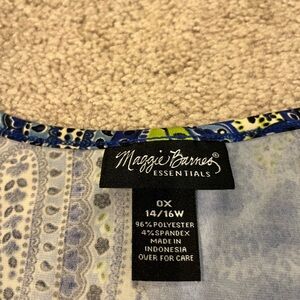 Maggie Barnes
ESSENTIALS
0X
14/16W
96% POLYESTER
4% SPANDEX
MADE IN
INDONESIA
OVER FOR CARE